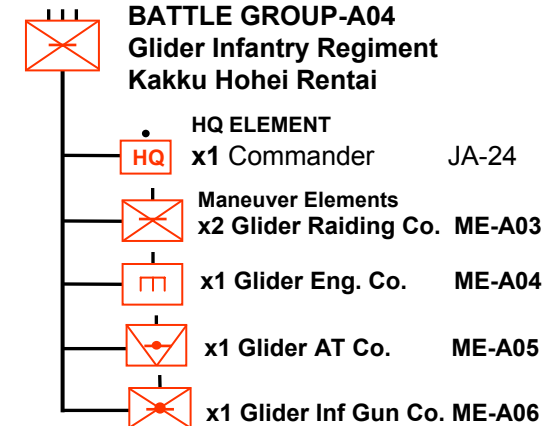 BATTLE GROUP-A04
Glider Infantry Regiment
Kakku Hohei Rentai
HQ ELEMENT
HQ x1 Commander JA-24
Maneuver Elements
x2 Glider Raiding Co. ME-A03
x1 Glider Eng. Co. ME-A04
x1 Glider AT Co. ME-A05
x1 Glider Inf Gun Co. ME-A06